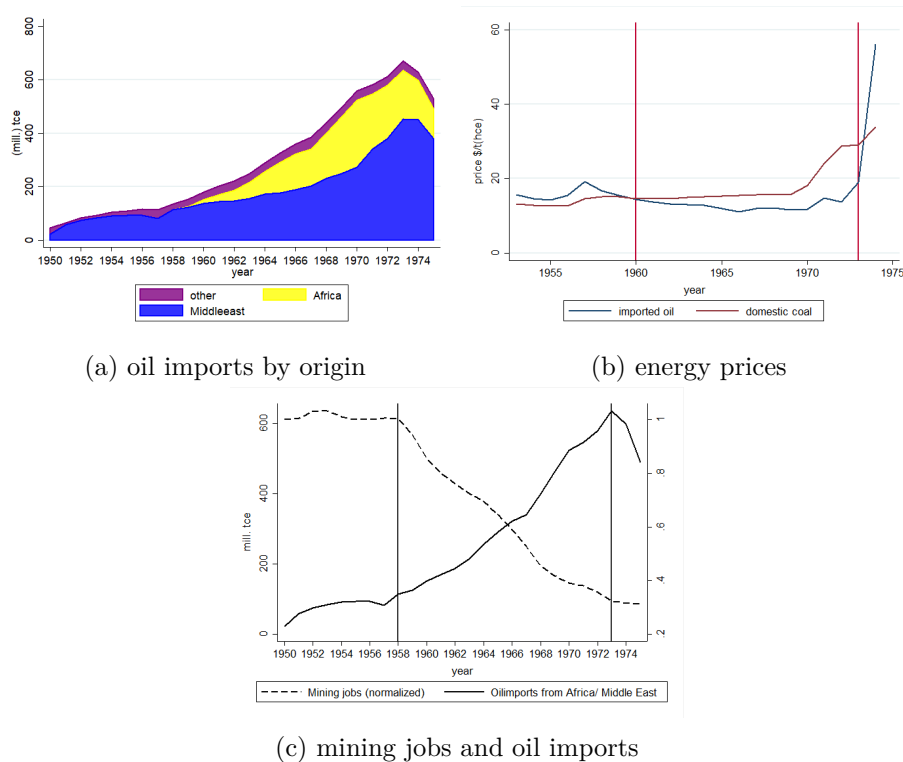 (mill.) tce
0 200 400 600 800
1950 1952 1954 1956 1958 1960 1962 1964 1966 1968 1970 1972 1974
year
other Africa
Middleeast
(a) oil imports by origin
price $/t(hce)
0 20 40 60
1955 1960 1965 1970 1975
year
imported oil domestic coal
(b) energy prices
mill. tce
0 200 400 600
.2 .4 .6 .8 1
1950 1952 1954 1956 1958 1960 1962 1964 1966 1968 1970 1972 1974
year
Mining jobs (normalized) Oilimports from Africa/ Middle East
(c) mining jobs and oil imports